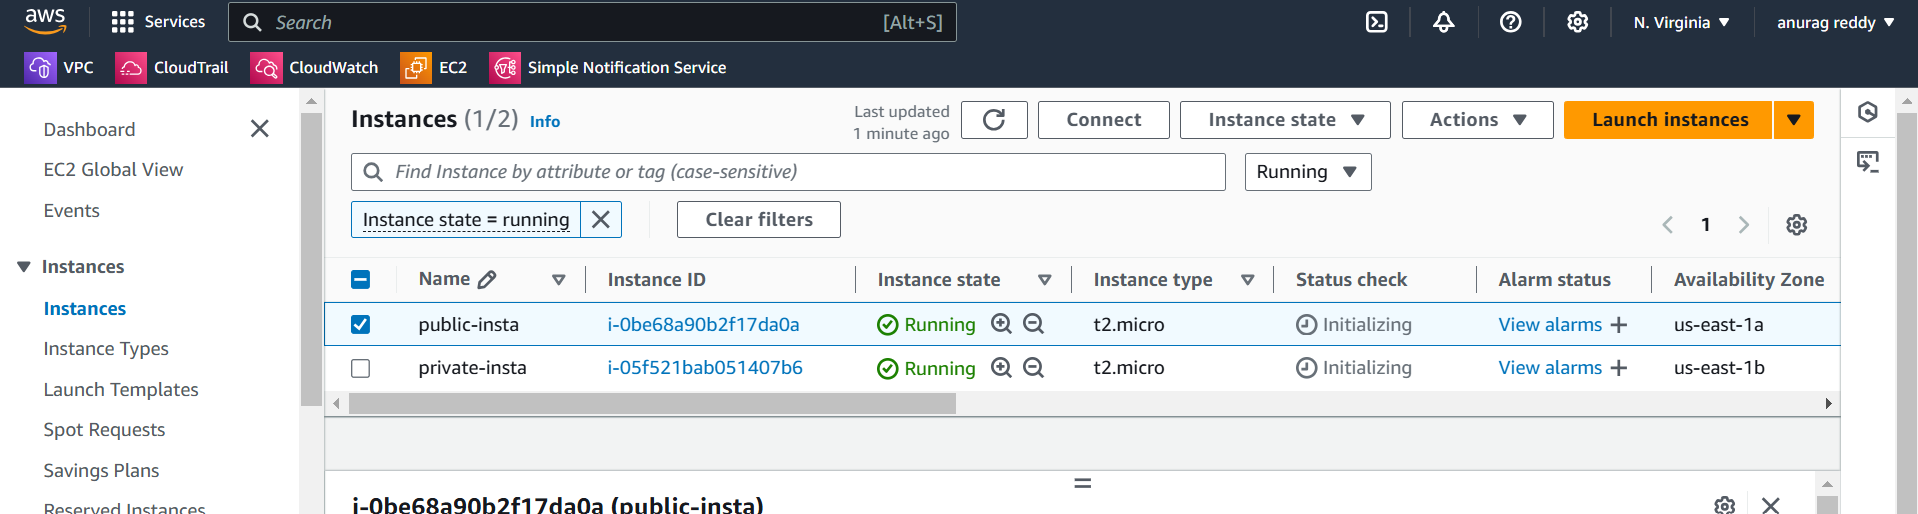 aws Services Search [Alt+S] N. Virginia anurag reddy
VPC CloudTrail CloudWatch EC2 Simple Notification Service
Dashboard
EC2 Global View
Events
Instances
Instances
Instance Types
Launch Templates
Spot Requests
Savings Plans
Reserved Instances
Instances (1/2) Info
Last updated
1 minute ago
Connect Instance state Actions Launch instances
Find Instance by attribute or tag (case-sensitive) Running
Instance state = running Clear filters
1
Name Instance ID Instance state Instance type Status check Alarm status Availability Zone
public-insta i-0be68a90b2f17da0a Running t2.micro Initializing View alarms + us-east-1a
private-insta i-05f521bab051407b6 Running t2.micro Initializing View alarms + us-east-1b
i-0be68a90b2f17da0a (public-insta)